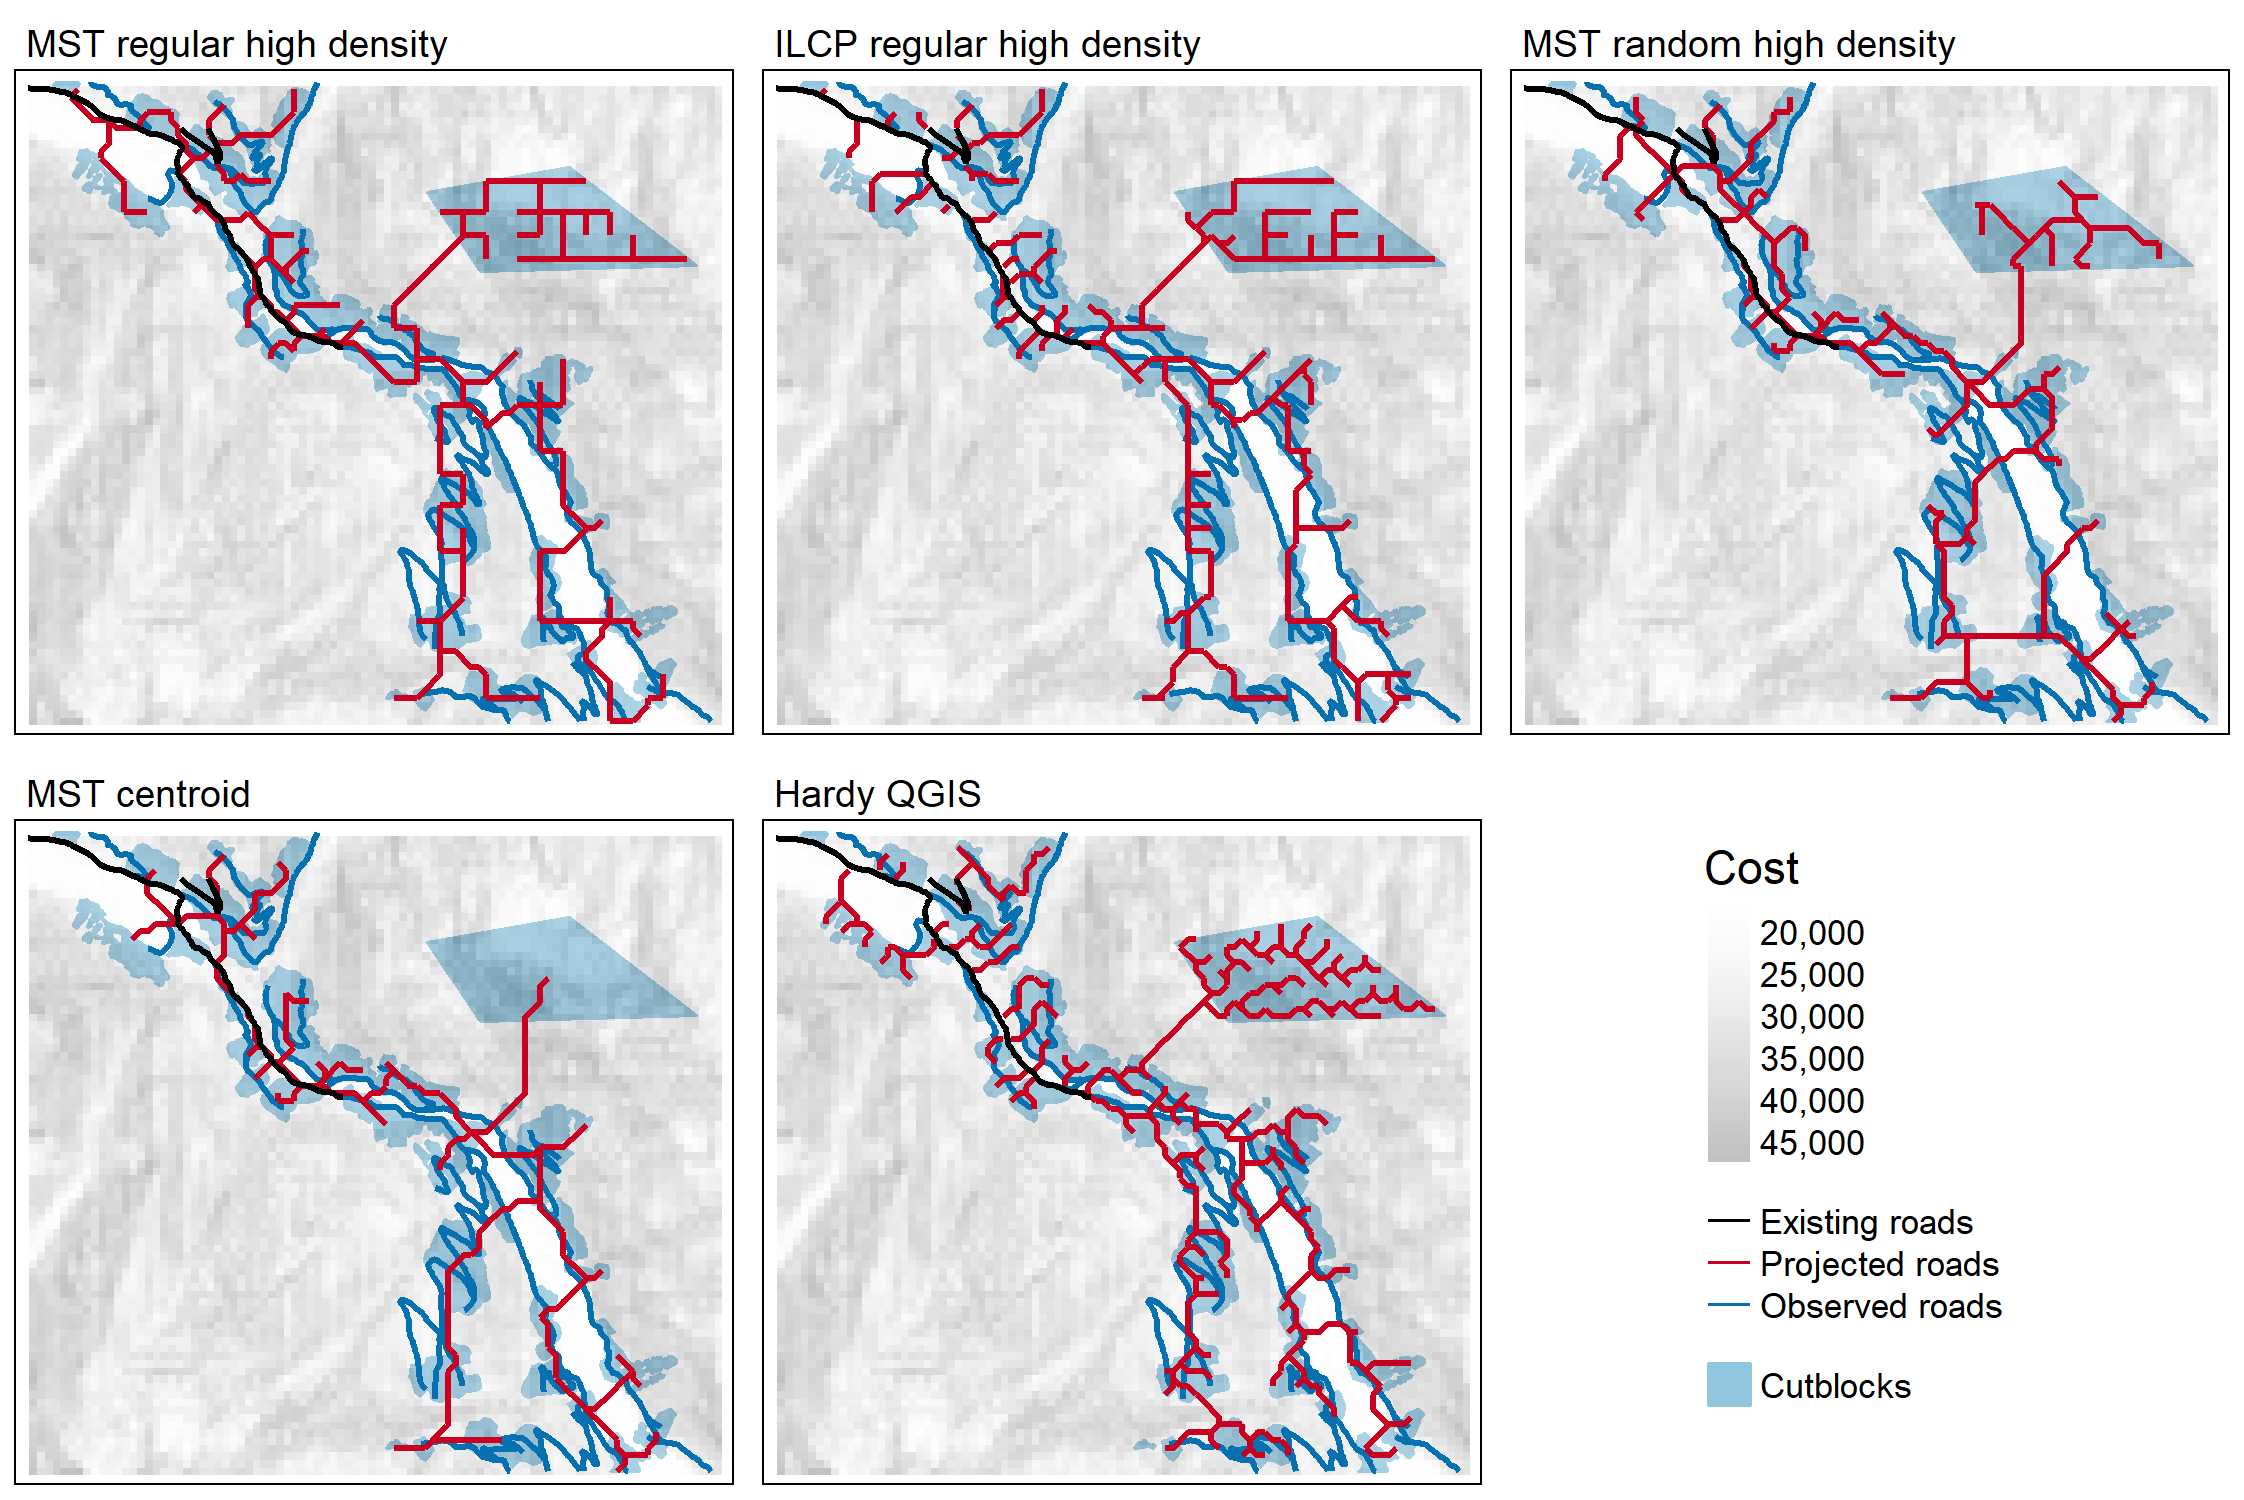 MST regular high density
ILCP regular high density
MST random high density
MST centroid
Hardy QGIS
Cost
20,000
25,000
30,000
35,000
40,000
45,000
Existing roads
Projected roads
Observed roads
Cutblocks